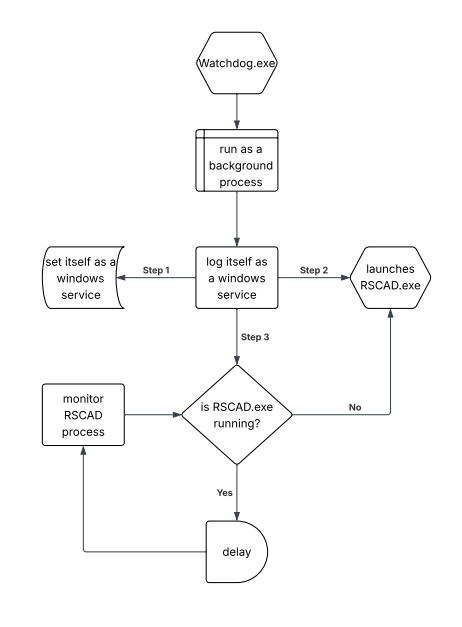 Watchdog.exe
run as a
background
process
set itself as a
windows
service
Step 1
log itself as
a windows
service
Step 2
launches
RSCAD.exe
Step 3
monitor
RSCAD
process
is RSCAD.exe
running?
No
Yes
delay